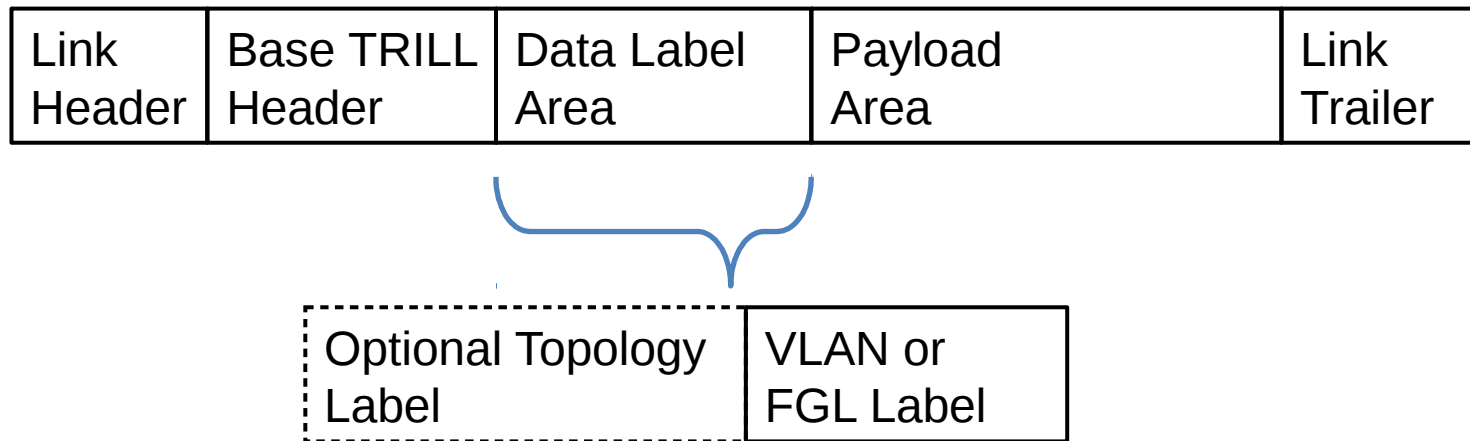 Link
Header
Base TRILL
Header
Data Label
Area
Payload
Area
Link
Trailer
Optional Topology
Label
VLAN or
FGL Label